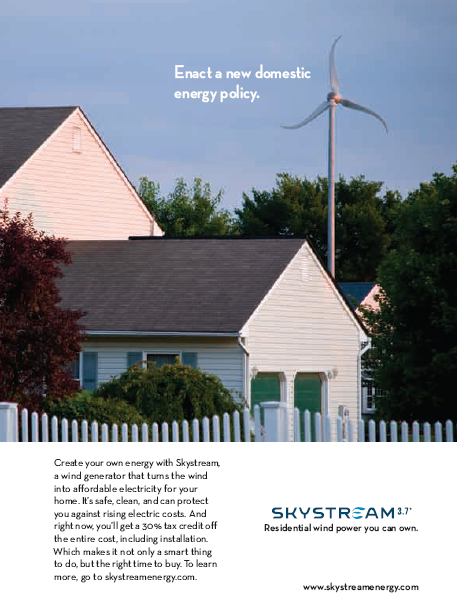 Enact a new domestic
energy policy.
Create your own energy with Skystream,
a wind generator that turns the wind
into affordable electricity for your
home. It's safe, clean, and can protect
you against rising electric costs. And
right now, you'll get a 30% tax credit off
the entire cost, including installation.
Which makes it not only a smart thing
to do, but the right time to buy. To learn
more, go to skystreamenergy.com.
SKYSTREAM 3.7
Residential wind power you can own.
www.skystreamenergy.com